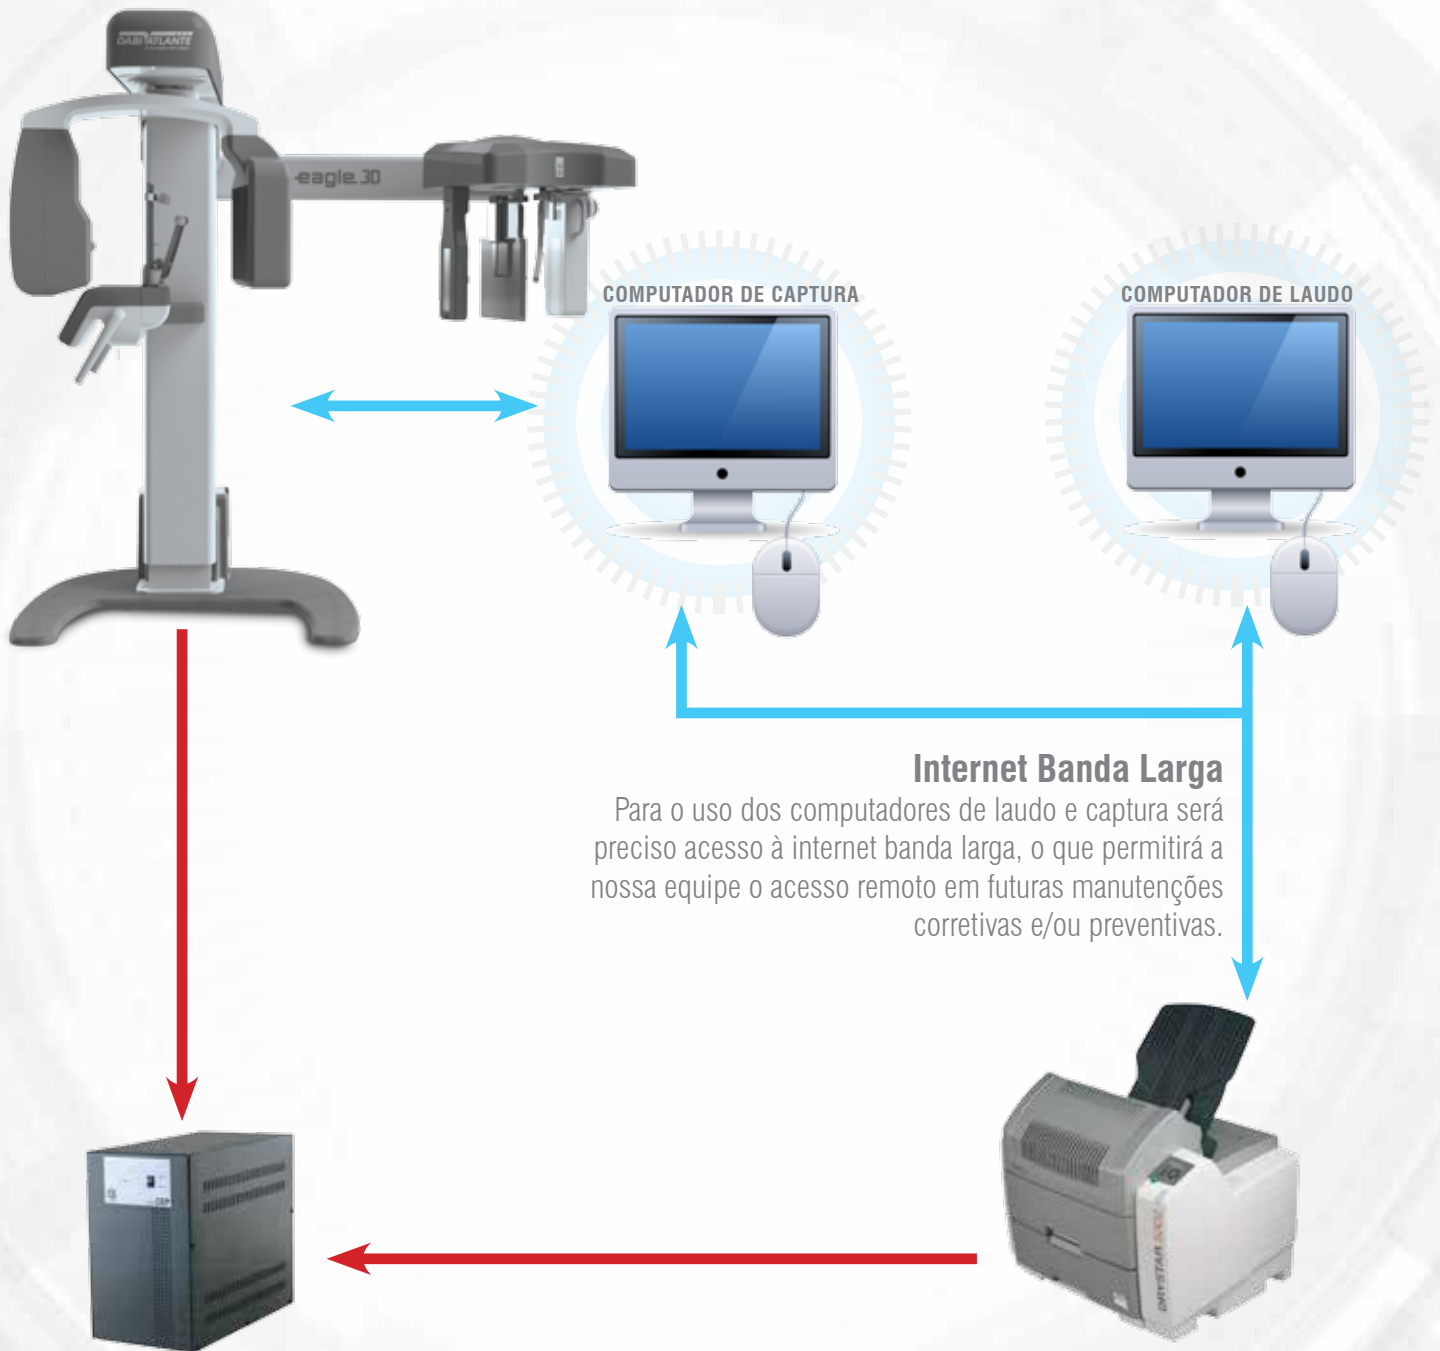 DABI ATLANTE
eagle.3D
COMPUTADOR DE CAPTURA
COMPUTADOR DE LAUDO
Internet Banda Larga
Para o uso dos computadores de laudo e captura será
preciso acesso à internet banda larga, o que permitirá a
nossa equipe o acesso remoto em futuras manutenções
corretivas e/ou preventivas.
DRYSTAR